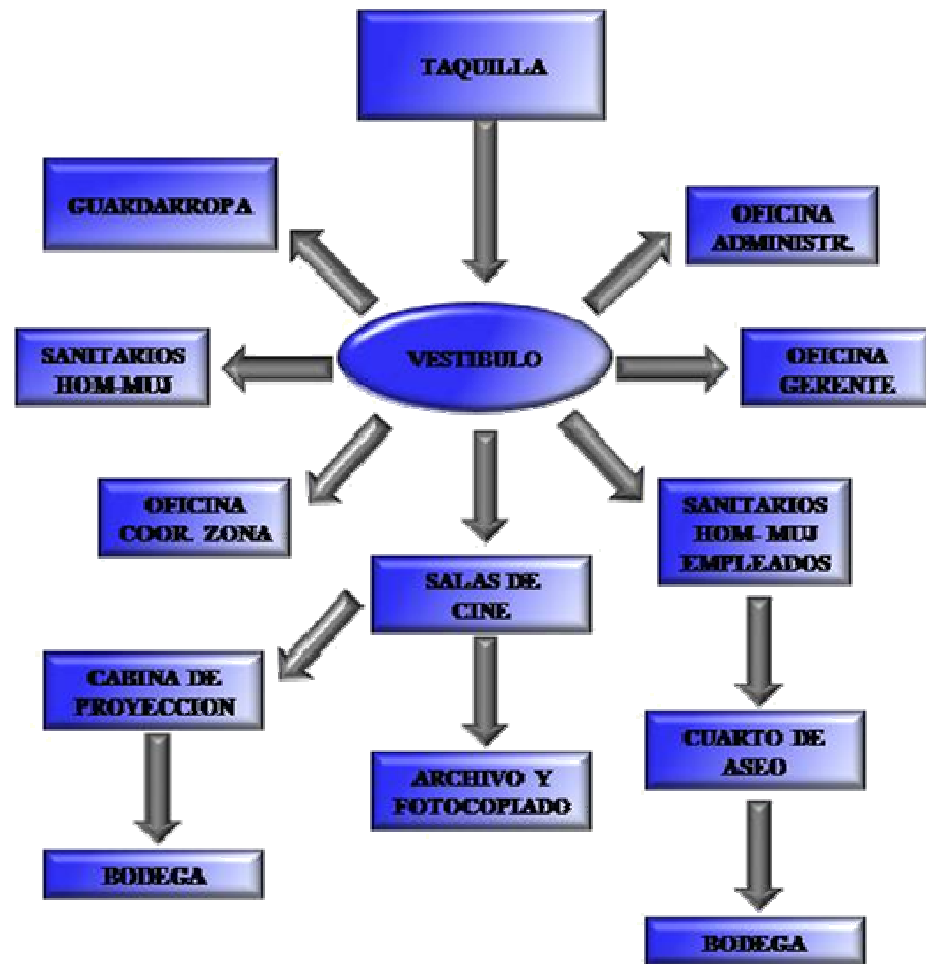 TAQUILLA
GUARDARROPA
OFICINA
ADMINISTR.
SANITARIOS
HOM-MUJ
VESTIBULO
OFICINA
GERENTE
OFICINA
COOR. ZONA
SANITARIOS
HOM- MUJ
EMPLEADOS
SALAS DE
CINE
CABINA DE
PROYECCION
CUARTO DE
ASEO
ARCHIVO Y
FOTOCOPIADO
BODEGA
BODEGA